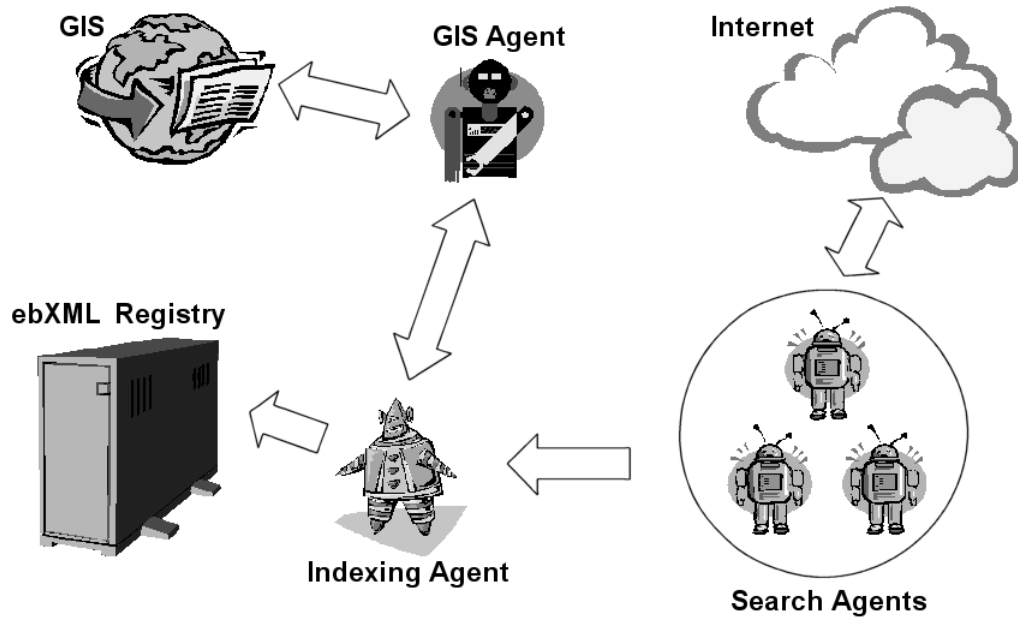 GIS
GIS Agent
Internet
ebXML Registry
Indexing Agent
Search Agents